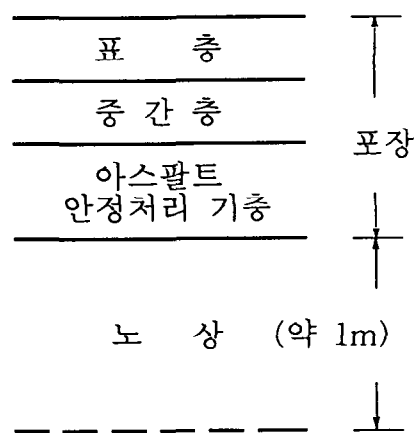 표 층
중 간 층
포장
아스팔트
안정처리 기층
노 상 (약 1m)